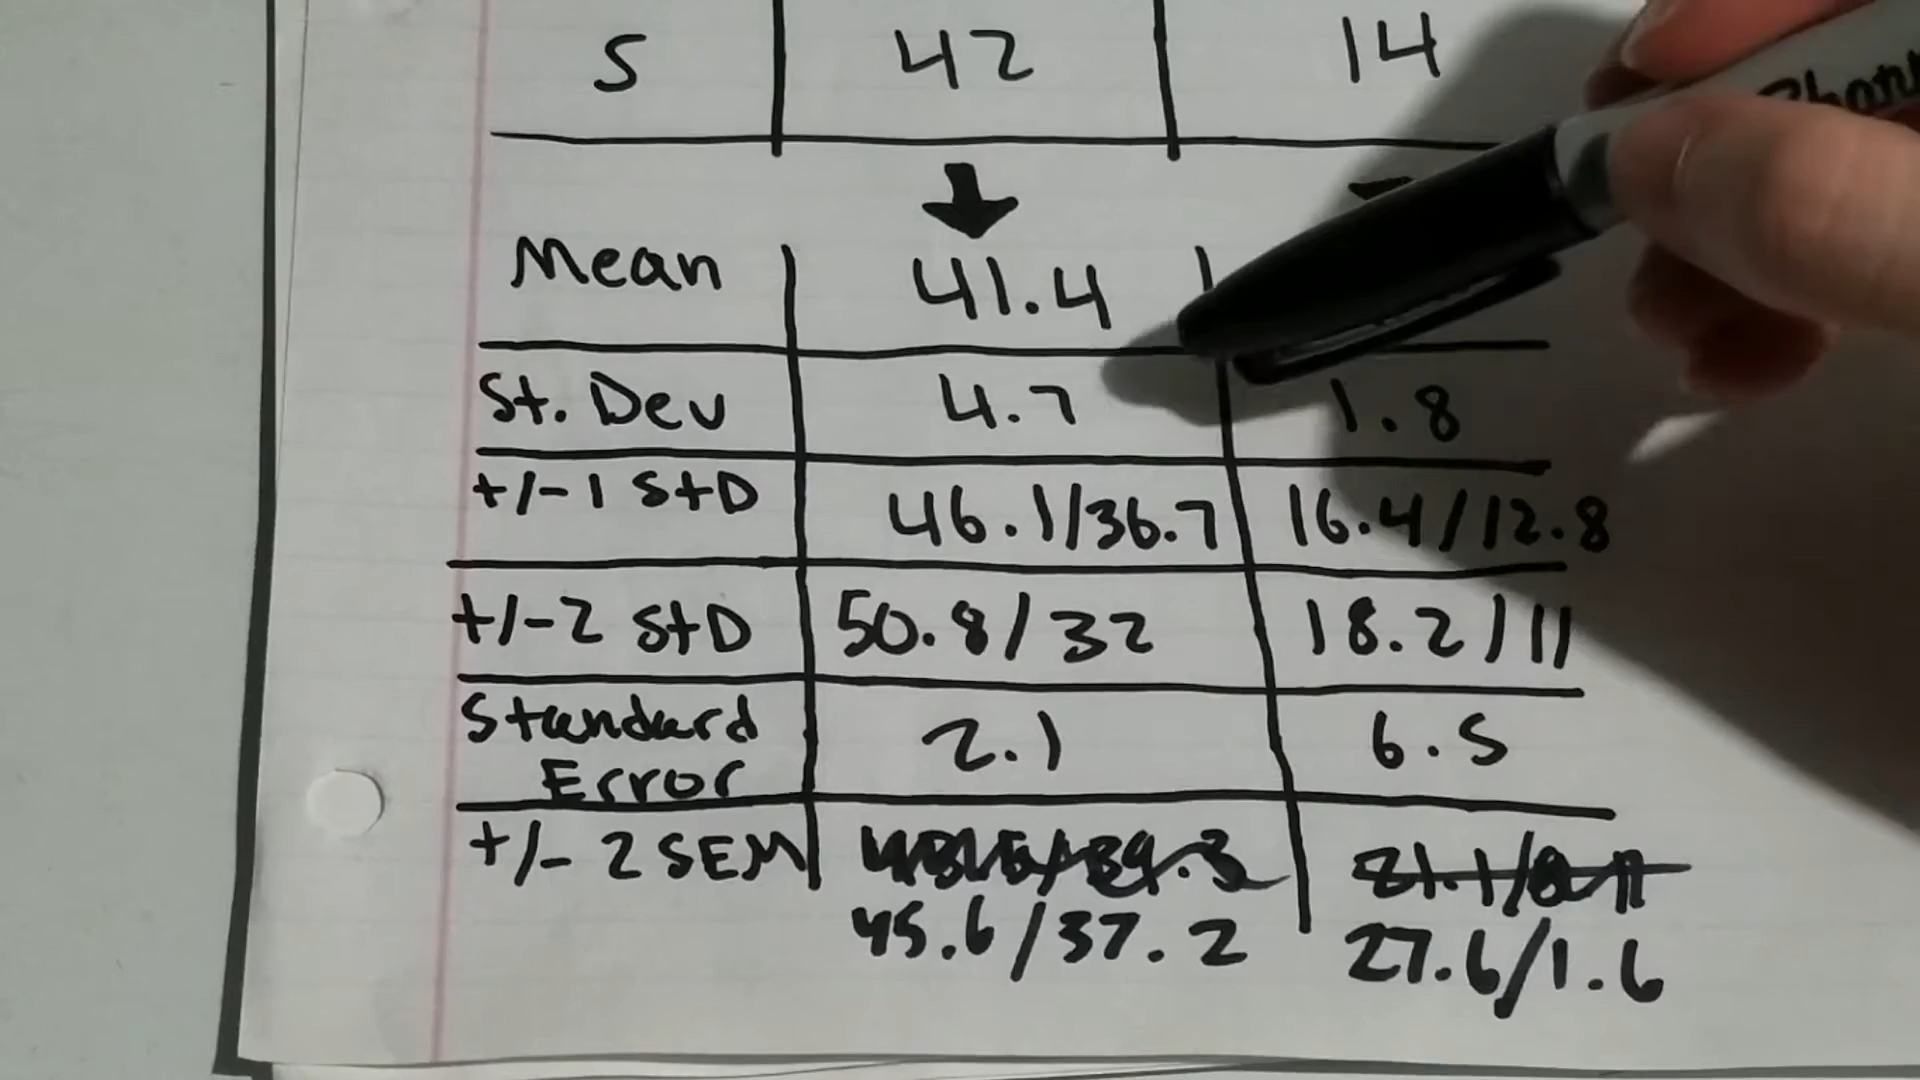 5 42 14
Mean 41.4
St. Dev 4.7 1.8
+/-1 StD 46.1/36.7 16.4/12.8
+/-2 StD 50.8/32 18.2/11
Standard 2.1 6.5
Error
+/- 2 SEM
45.6/37.2 27.6/1.6